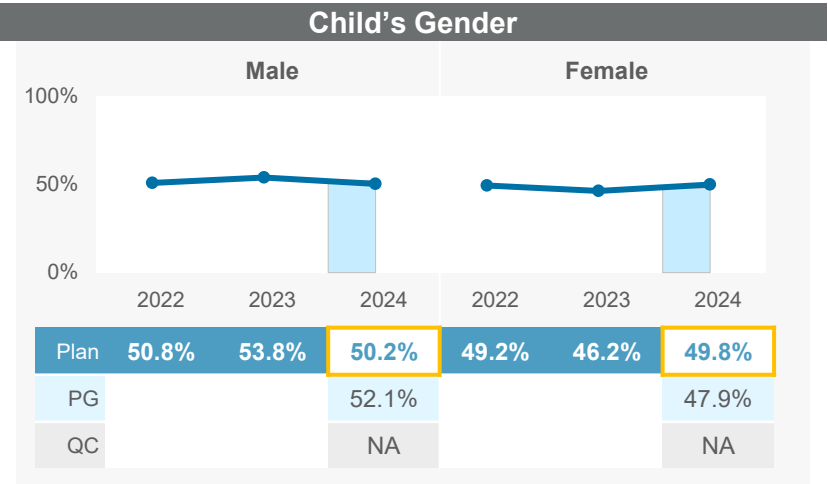 Child’s Gender
Male Female
100%
50%
0%
2022 2023 2024 2022 2023 2024
Plan 50.8% 53.8% 50.2% 49.2% 46.2% 49.8%
PG 52.1% 47.9%
QC NA NA